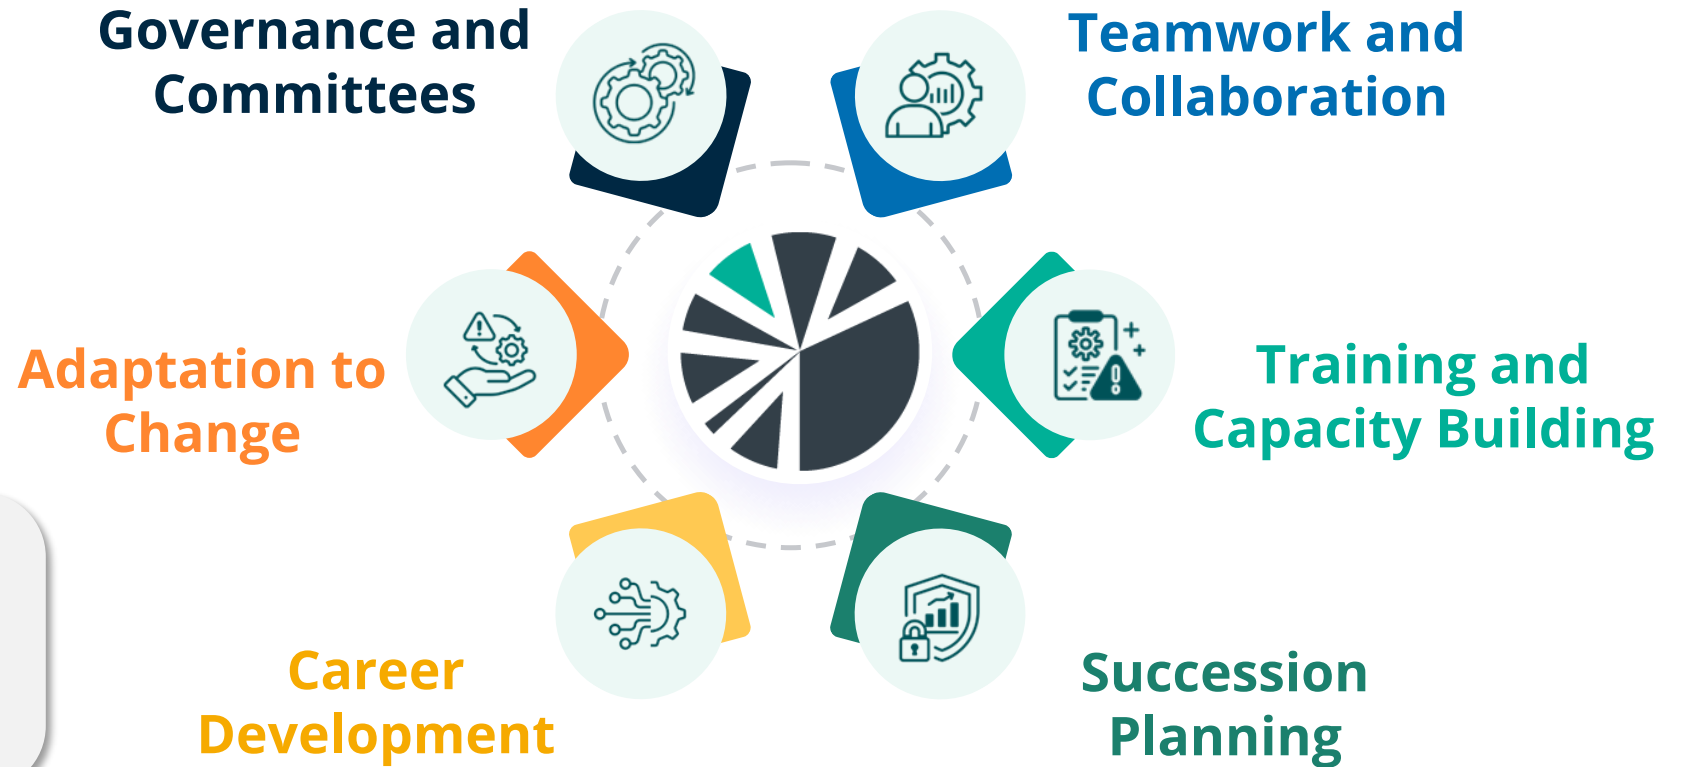 Governance and
Committees
Teamwork and
Collaboration
Adaptation to
Change
Training and
Capacity Building
Career
Development
Succession
Planning